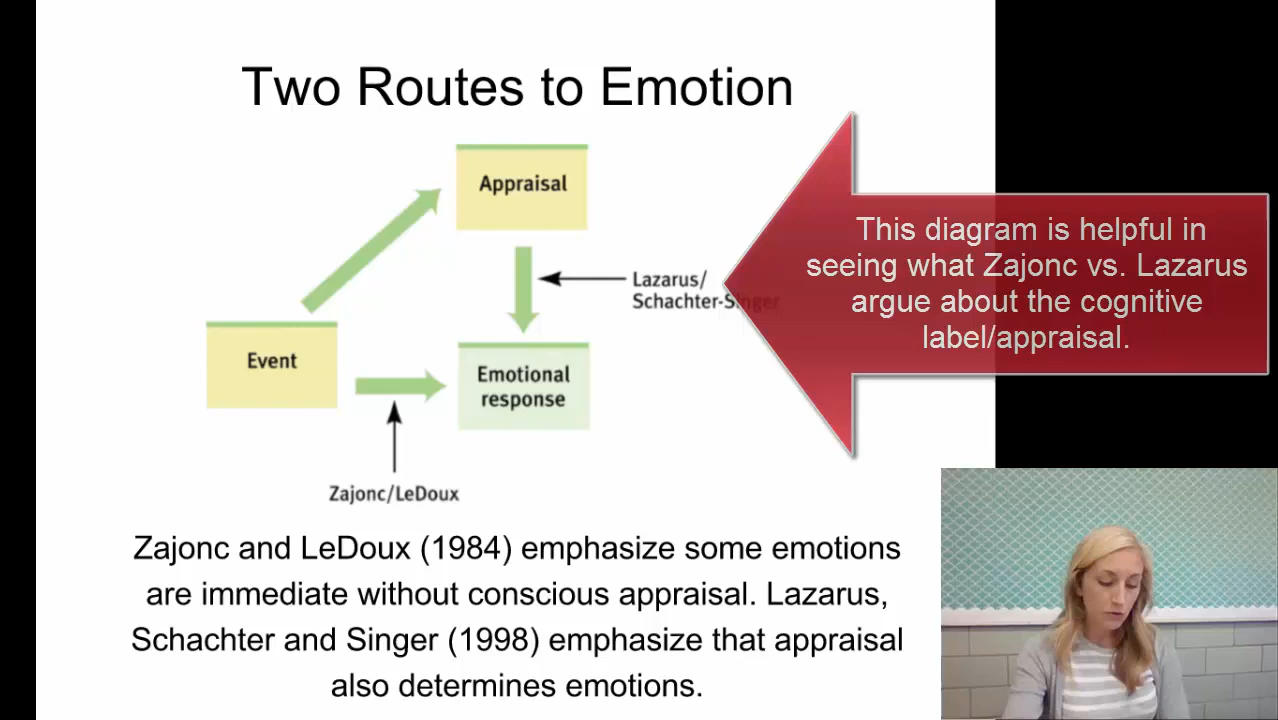 Two Routes to Emotion
Appraisal
This diagram is helpful in
seeing what Zajonc vs. Lazarus
argue about the cognitive
label/appraisal.
Lazarus/
Schachter-Singer
Event
Emotional
response
Zajonc/LeDoux
Zajonc and LeDoux (1984) emphasize some emotions
are immediate without conscious appraisal. Lazarus,
Schachter and Singer (1998) emphasize that appraisal
also determines emotions.